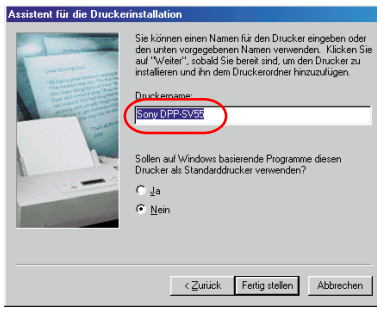 Assistent für die Druckerinstallation
Sie können einen Namen für den Drucker eingeben oder
den unten vorgegebenen Namen verwenden. Klicken Sie
auf "Weiter", sobald Sie bereit sind, um den Drucker zu
installieren und ihn dem Druckerordner hinzuzufügen.
Druckername:
Sony DPP-SV55
Sollen auf Windows basierende Programme diesen
Drucker als Standarddrucker verwenden?
Ja
Nein
< Zurück Fertig stellen Abbrechen